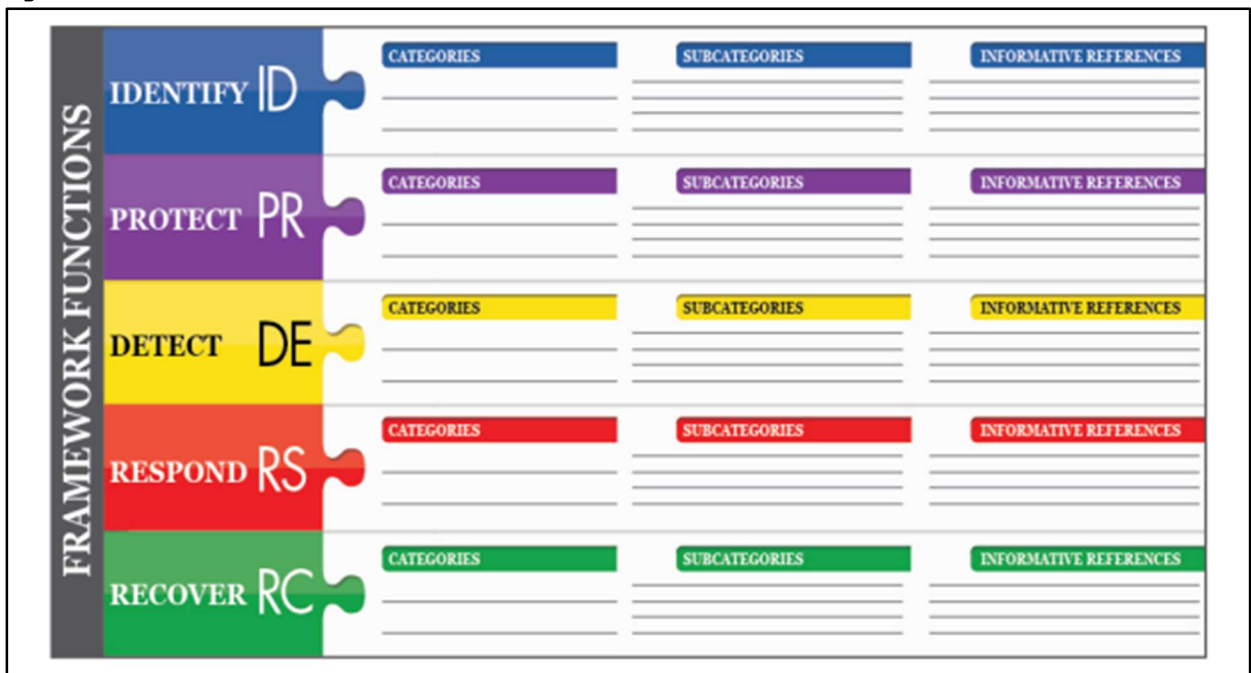 FRAMEWORK FUNCTIONS
IDENTIFY ID
CATEGORIES SUBCATEGORIES INFORMATIVE REFERENCES
PROTECT PR
CATEGORIES SUBCATEGORIES INFORMATIVE REFERENCES
DETECT DE
CATEGORIES SUBCATEGORIES INFORMATIVE REFERENCES
RESPOND RS
CATEGORIES SUBCATEGORIES INFORMATIVE REFERENCES
RECOVER RC
CATEGORIES SUBCATEGORIES INFORMATIVE REFERENCES